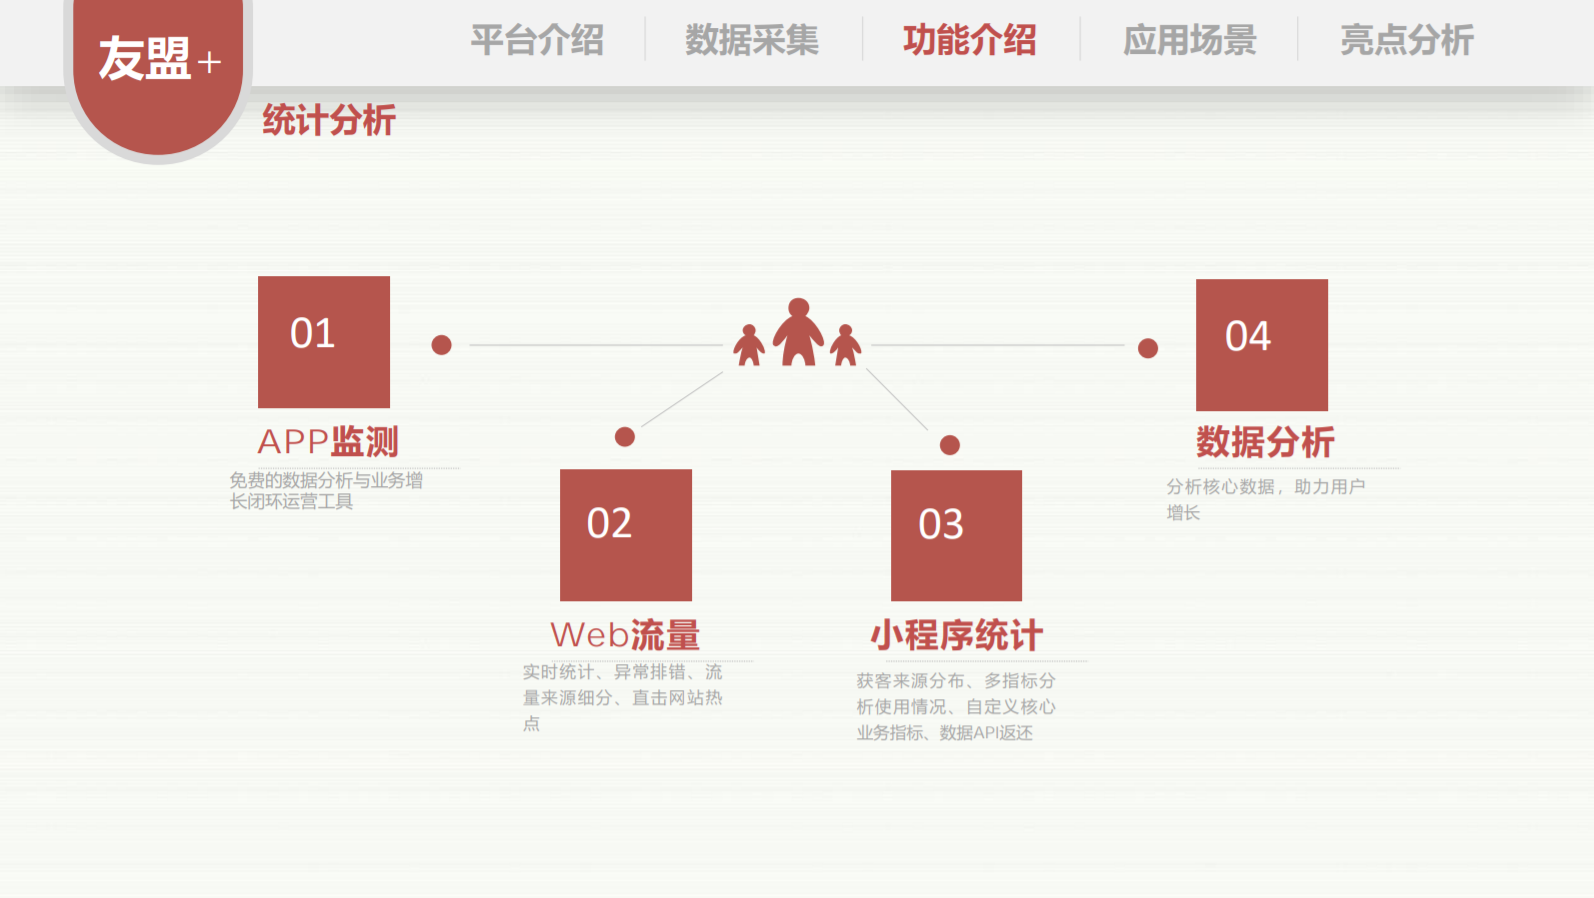 友盟+
平台介绍
数据采集
功能介绍
应用场景
亮点分析
统计分析
01
APP监测
免费的数据分析与业务增
长闭环运营工具
02
Web流量
实时统计、异常排错、流
量来源细分、直击网站热
点
03
小程序统计
获客来源分布、多指标分
析使用情况、自定义核心
业务指标、数据API返还
04
数据分析
分析核心数据，助力用户
增长